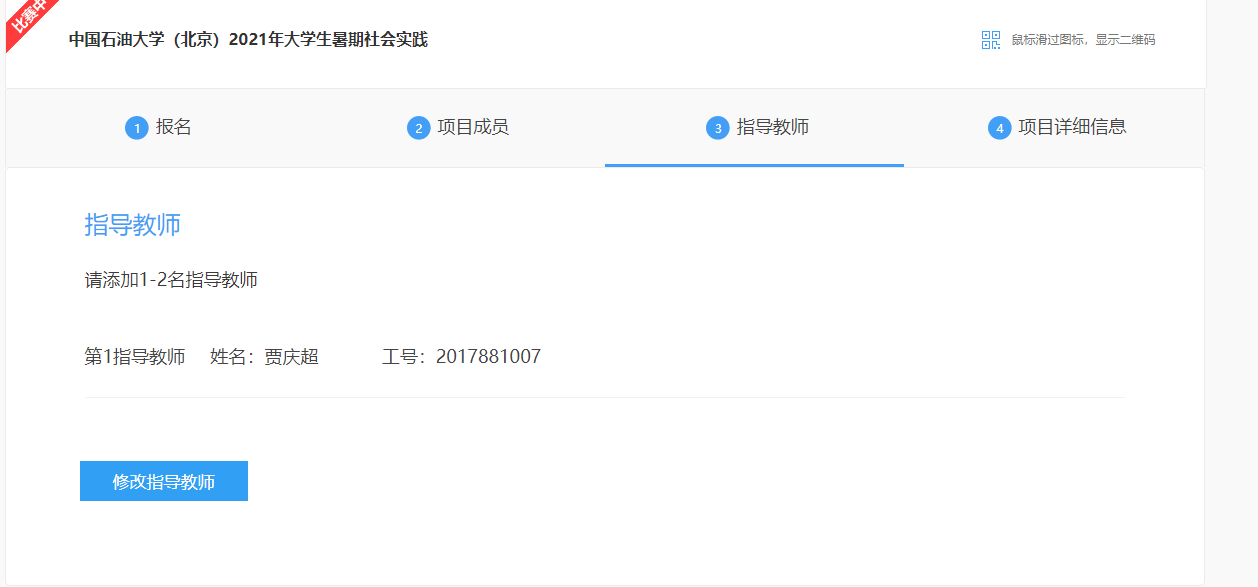 比赛中
中国石油大学（北京）2021年大学生暑期社会实践
鼠标滑过图标，显示二维码
1 报名
2 项目成员
3 指导教师
4 项目详细信息
指导教师
请添加1-2名指导教师
第1指导教师 姓名：贾庆超 工号：2017881007
修改指导教师